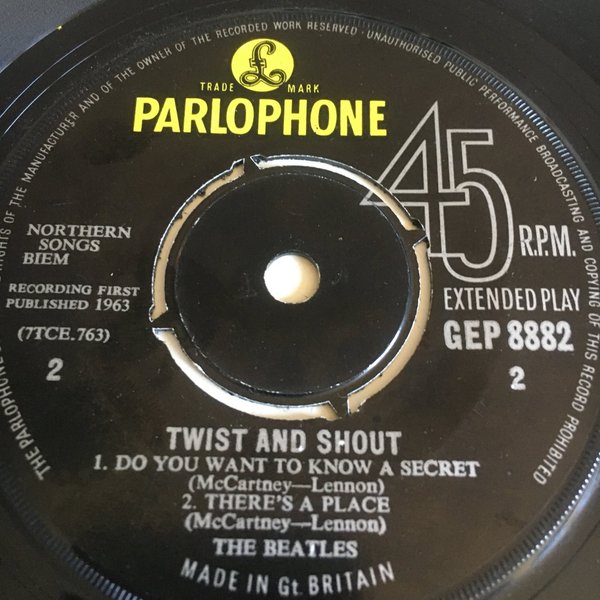 RIGHTS OF THE MANUFACTURER AND OF THE OWNER OF THE RECORDED WORK RESERVED. UNAUTHORISED PUBLIC PERFORMANCE BROADCASTING AND COPYING OF THIS RECORD PROHIBITED
THE PARLOPHONE
£
TRADE MARK
PARLOPHONE
45
R.P.M.
EXTENDED PLAY
GEP 8882
2
NORTHERN
SONGS
BIEM
RECORDING FIRST
PUBLISHED 1963
(7TCE.763)
2
TWIST AND SHOUT
1. DO YOU WANT TO KNOW A SECRET
(McCartney—Lennon)
2. THERE'S A PLACE
(McCartney—Lennon)
THE BEATLES
MADE IN Gt. BRITAIN